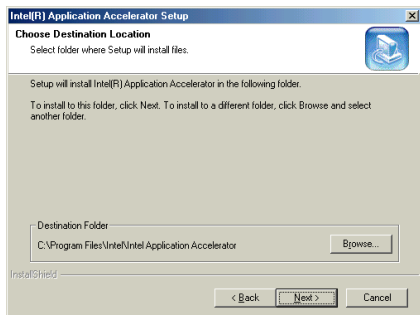 Intel(R) Application Accelerator Setup
Choose Destination Location
Select folder where Setup will install files.
Setup will install Intel(R) Application Accelerator in the following folder.
To install to this folder, click Next. To install to a different folder, click Browse and select
another folder.
Destination Folder
C:\Program Files\Intel\Intel Application Accelerator
Browse...
InstallShield
< Back
Next >
Cancel